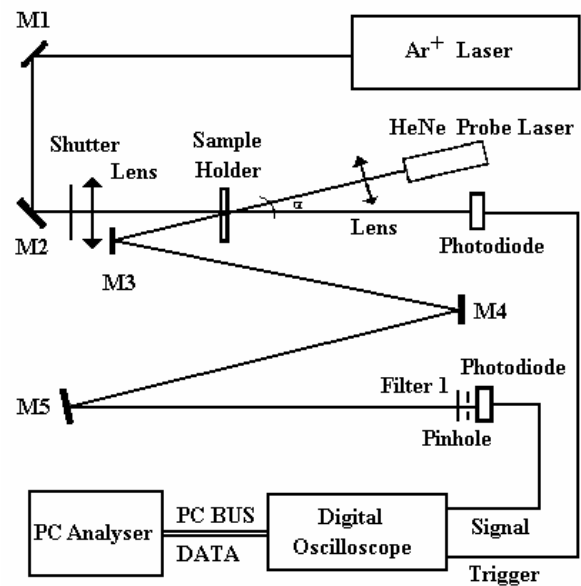 M1
Ar+ Laser
HeNe Probe Laser
Sample
Holder
Shutter
Lens
α
M2
M3
Lens
Photodiode
M4
Photodiode
Filter 1
M5
Pinhole
PC Analyser
PC BUS
DATA
Digital
Oscilloscope
Signal
Trigger